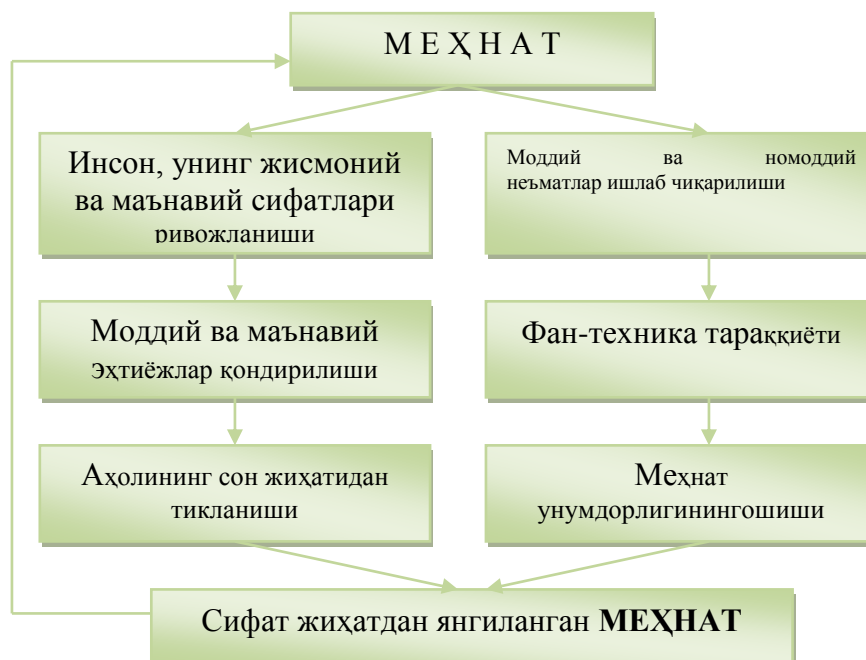 М Е Ҳ Н А Т
Инсон, унинг жисмоний
ва маънавий сифатлари
ривожланиши
Моддий ва номоддий
неъматлар ишлаб чиқарилиши
Моддий ва маънавий
эҳтиёжлар қондирилиши
Фан-техника тараққиёти
Аҳолининг сон жиҳатидан
тикланиши
Меҳнат
унумдорлигинингошиши
Сифат жиҳатдан янгиланган МЕҲНАТ